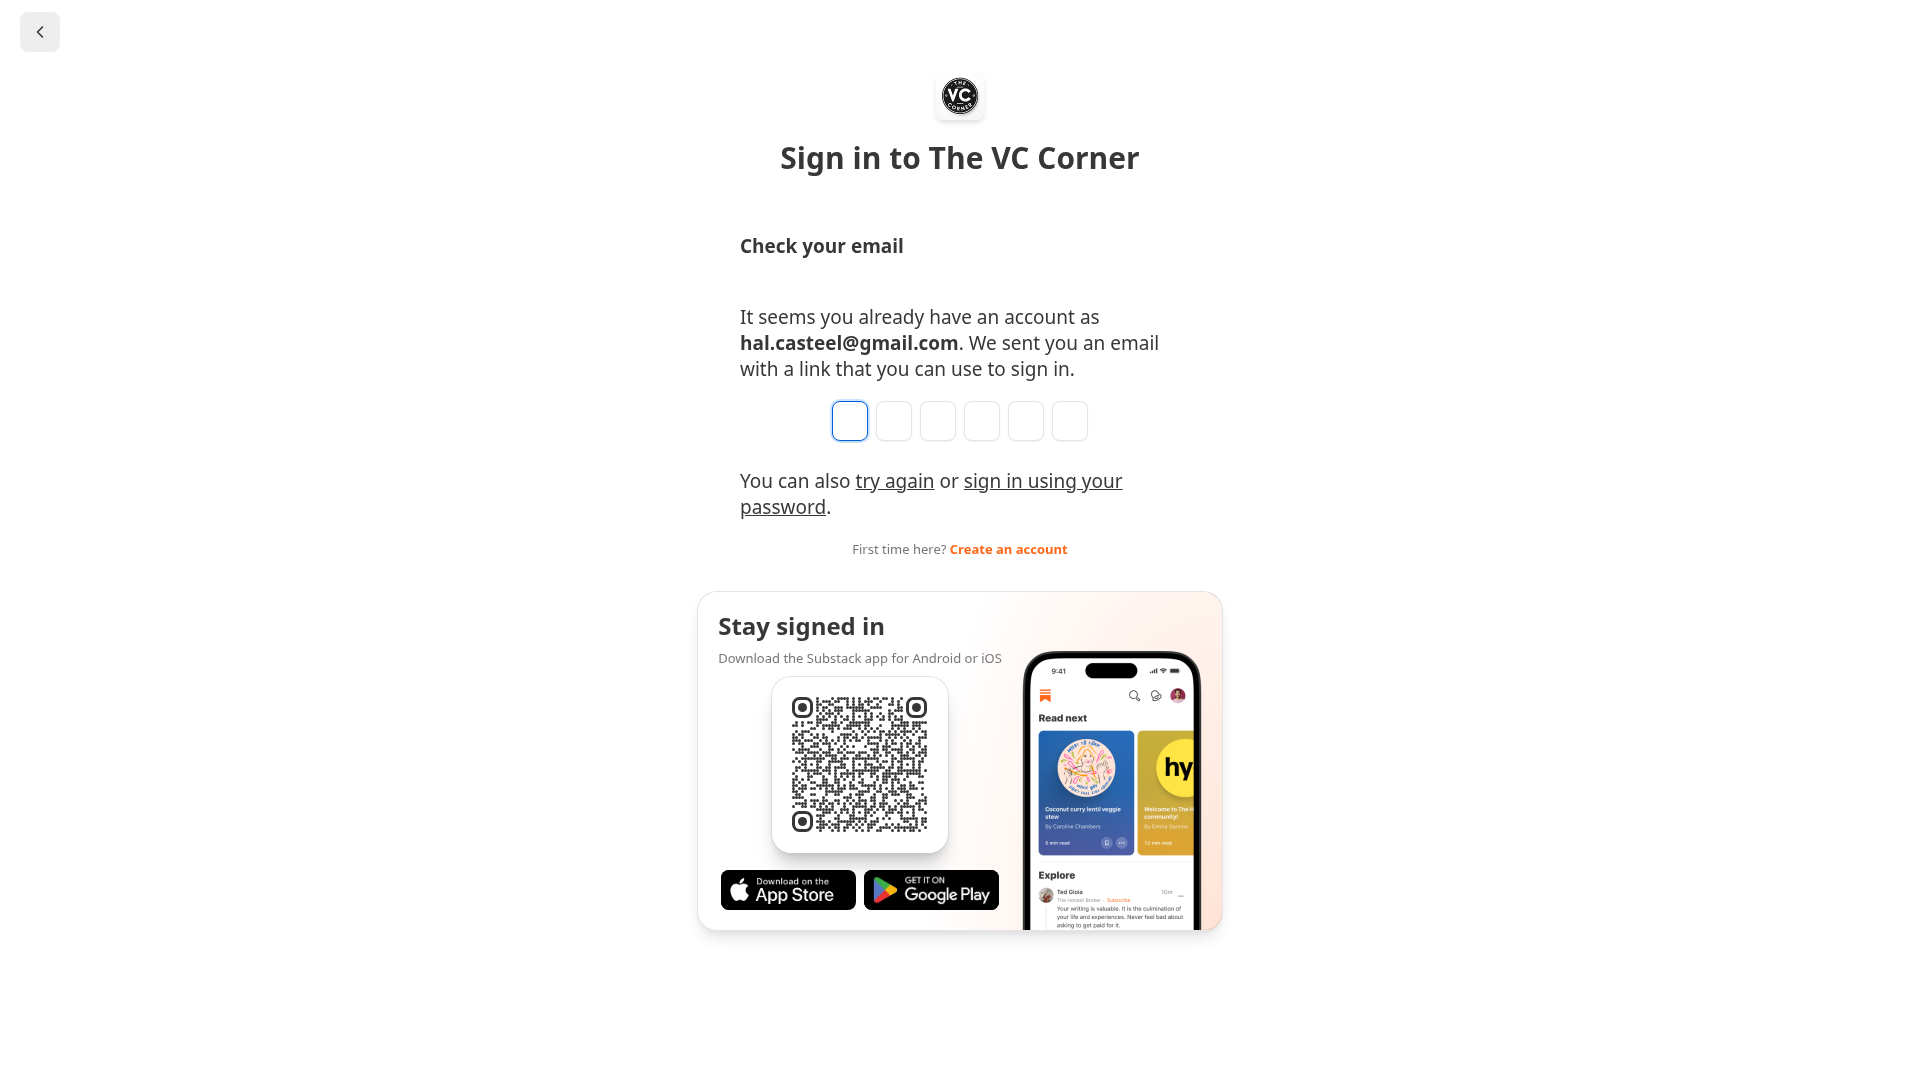 THE
VC
CORNER
Sign in to The VC Corner
Check your email
It seems you already have an account as
hal.casteel@gmail.com. We sent you an email
with a link that you can use to sign in.
You can also try again or sign in using your
password.
First time here? Create an account
Stay signed in
Download the Substack app for Android or iOS
Download on the
App Store
GET IT ON
Google Play
9:41
Read next
hy
Coconut curry lentil veggie
stew
By Caroline Chambers
5 min read
Welcome to The H
community!
By Emma Gannon
12 min read
Explore
Ted Gioia
10m
The Honest Broker · Subscribe
Your writing is valuable. It is the culmination of
your life and experiences. Never feel bad about
asking to get paid for it.